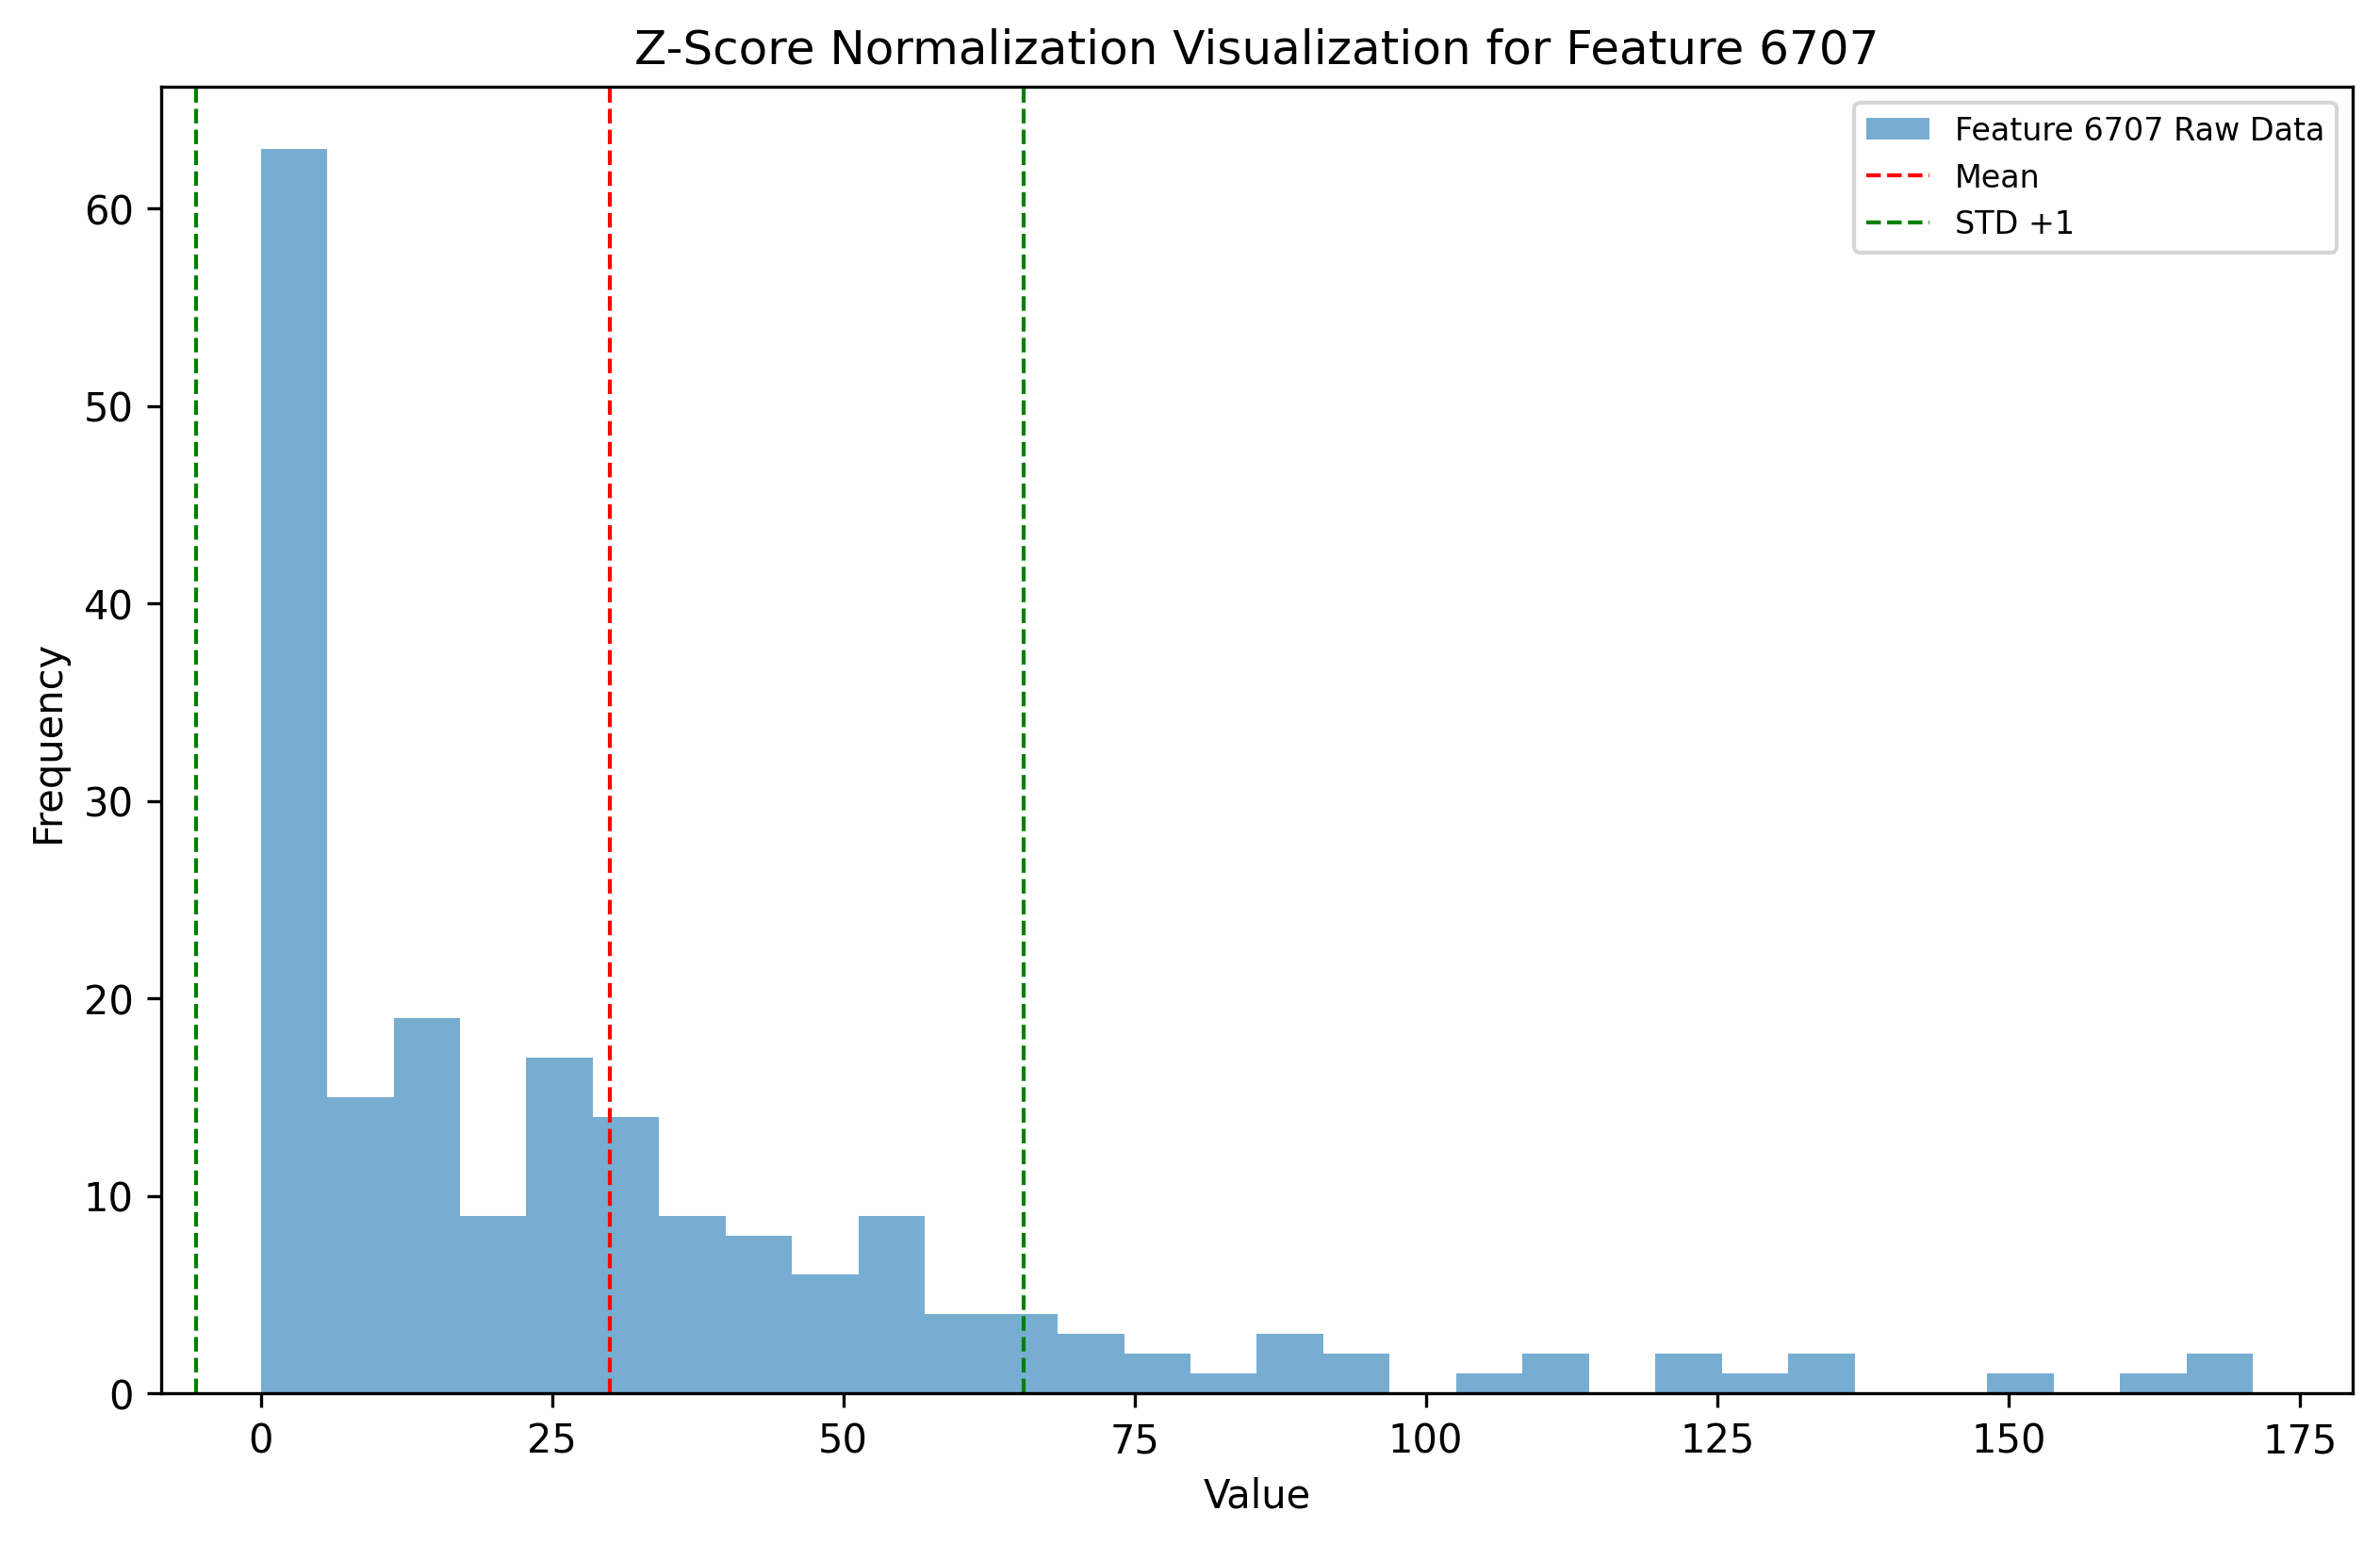 Z-Score Normalization Visualization for Feature 6707
Feature 6707 Raw Data
Mean
STD +1
Frequency
60
50
40
30
20
10
0
0 25 50 75 100 125 150 175
Value